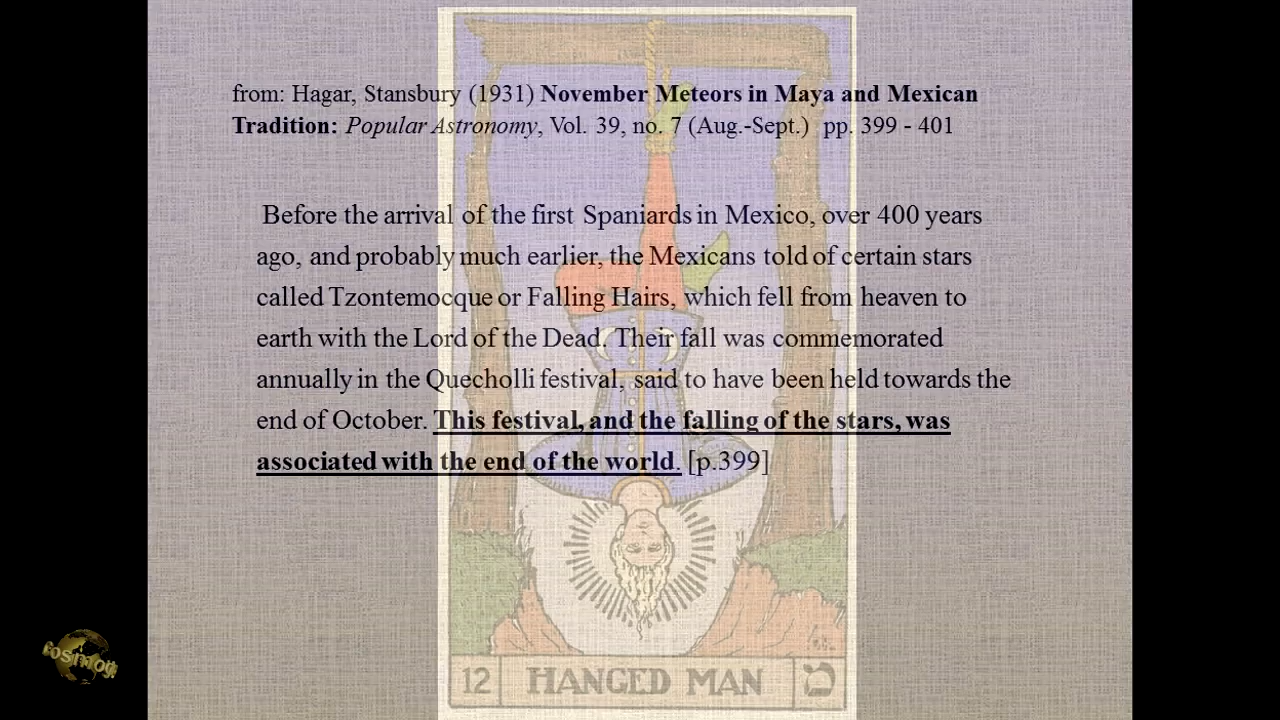 from: Hagar, Stansbury (1931) November Meteors in Maya and Mexican
Tradition: Popular Astronomy, Vol. 39, no. 7 (Aug.-Sept.) pp. 399 - 401
Before the arrival of the first Spaniards in Mexico, over 400 years
ago, and probably much earlier, the Mexicans told of certain stars
called Tzontemocque or Falling Hairs, which fell from heaven to
earth with the Lord of the Dead. Their fall was commemorated
annually in the Quecholli festival, said to have been held towards the
end of October. This festival, and the falling of the stars, was
associated with the end of the world. [p.399]
12 HANGED MAN מ